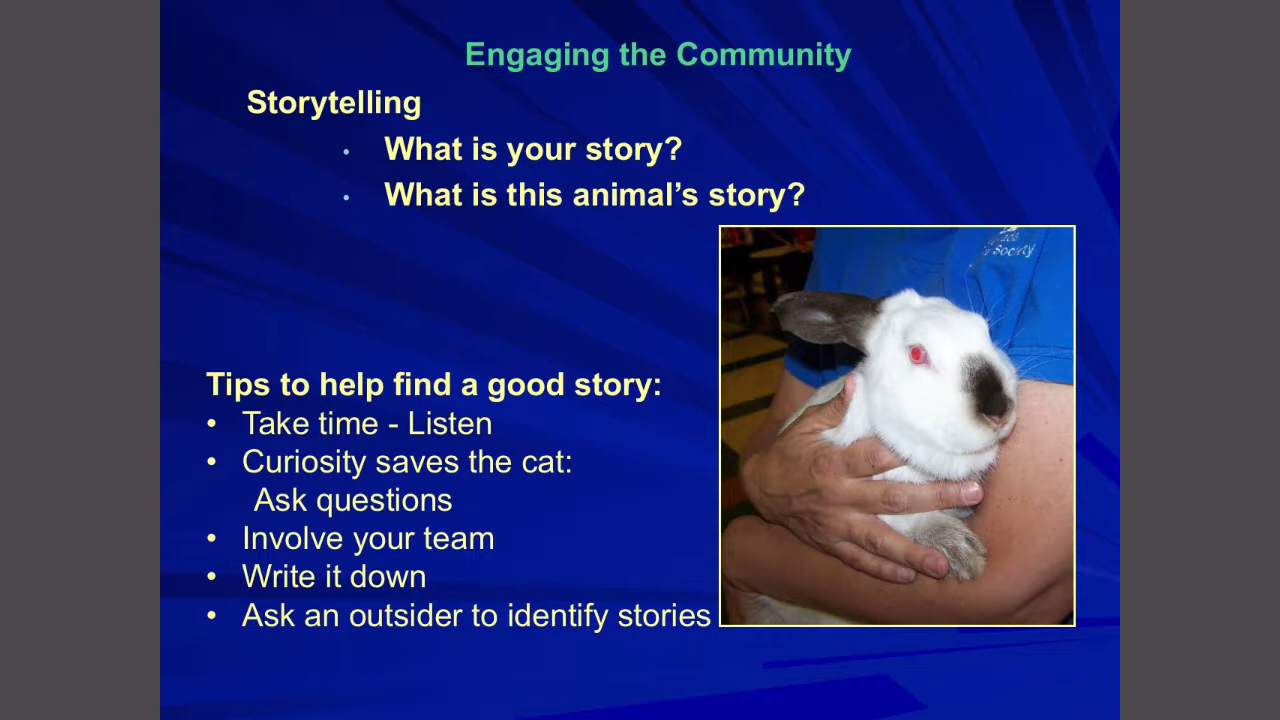 Engaging the Community
Storytelling
• What is your story?
• What is this animal’s story?
Society
Tips to help find a good story:
• Take time - Listen
• Curiosity saves the cat:
Ask questions
• Involve your team
• Write it down
• Ask an outsider to identify stories